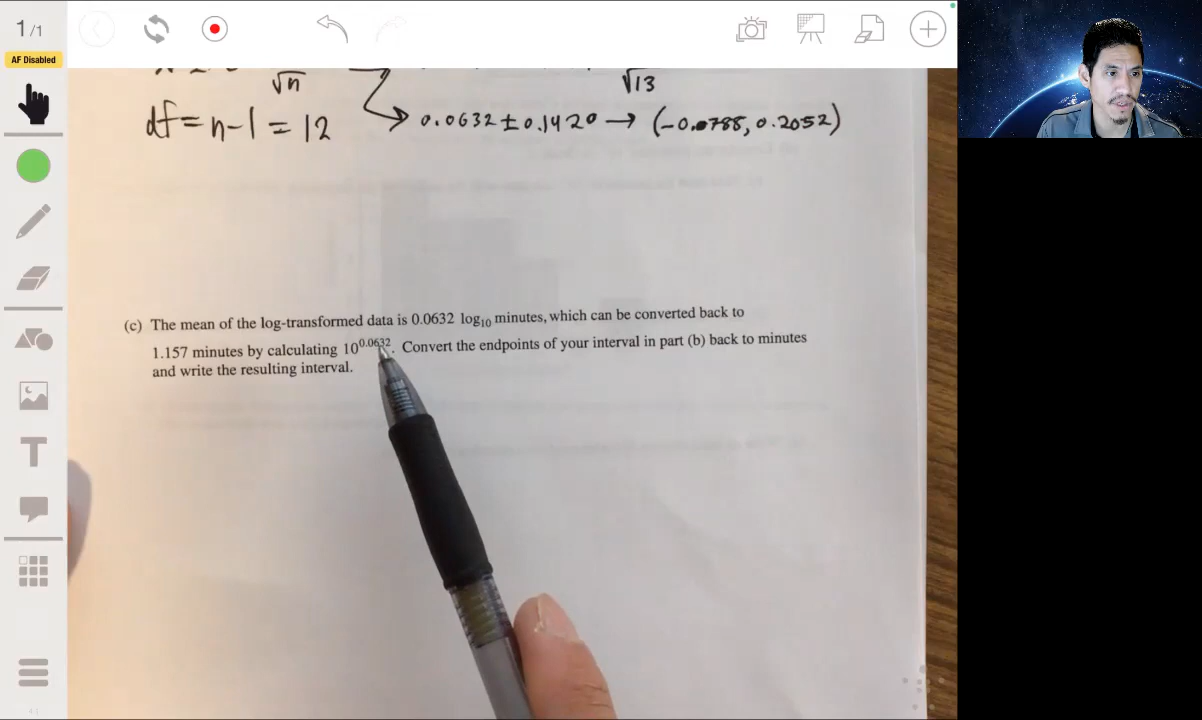 1/1
AF Disabled
√n
√13
df = n-1 = 12
0.0632 ± 0.1420 → (-0.0788, 0.2052)
(c) The mean of the log-transformed data is 0.0632 log₁₀ minutes, which can be converted back to
1.157 minutes by calculating 10^0.0632. Convert the endpoints of your interval in part (b) back to minutes
and write the resulting interval.
T